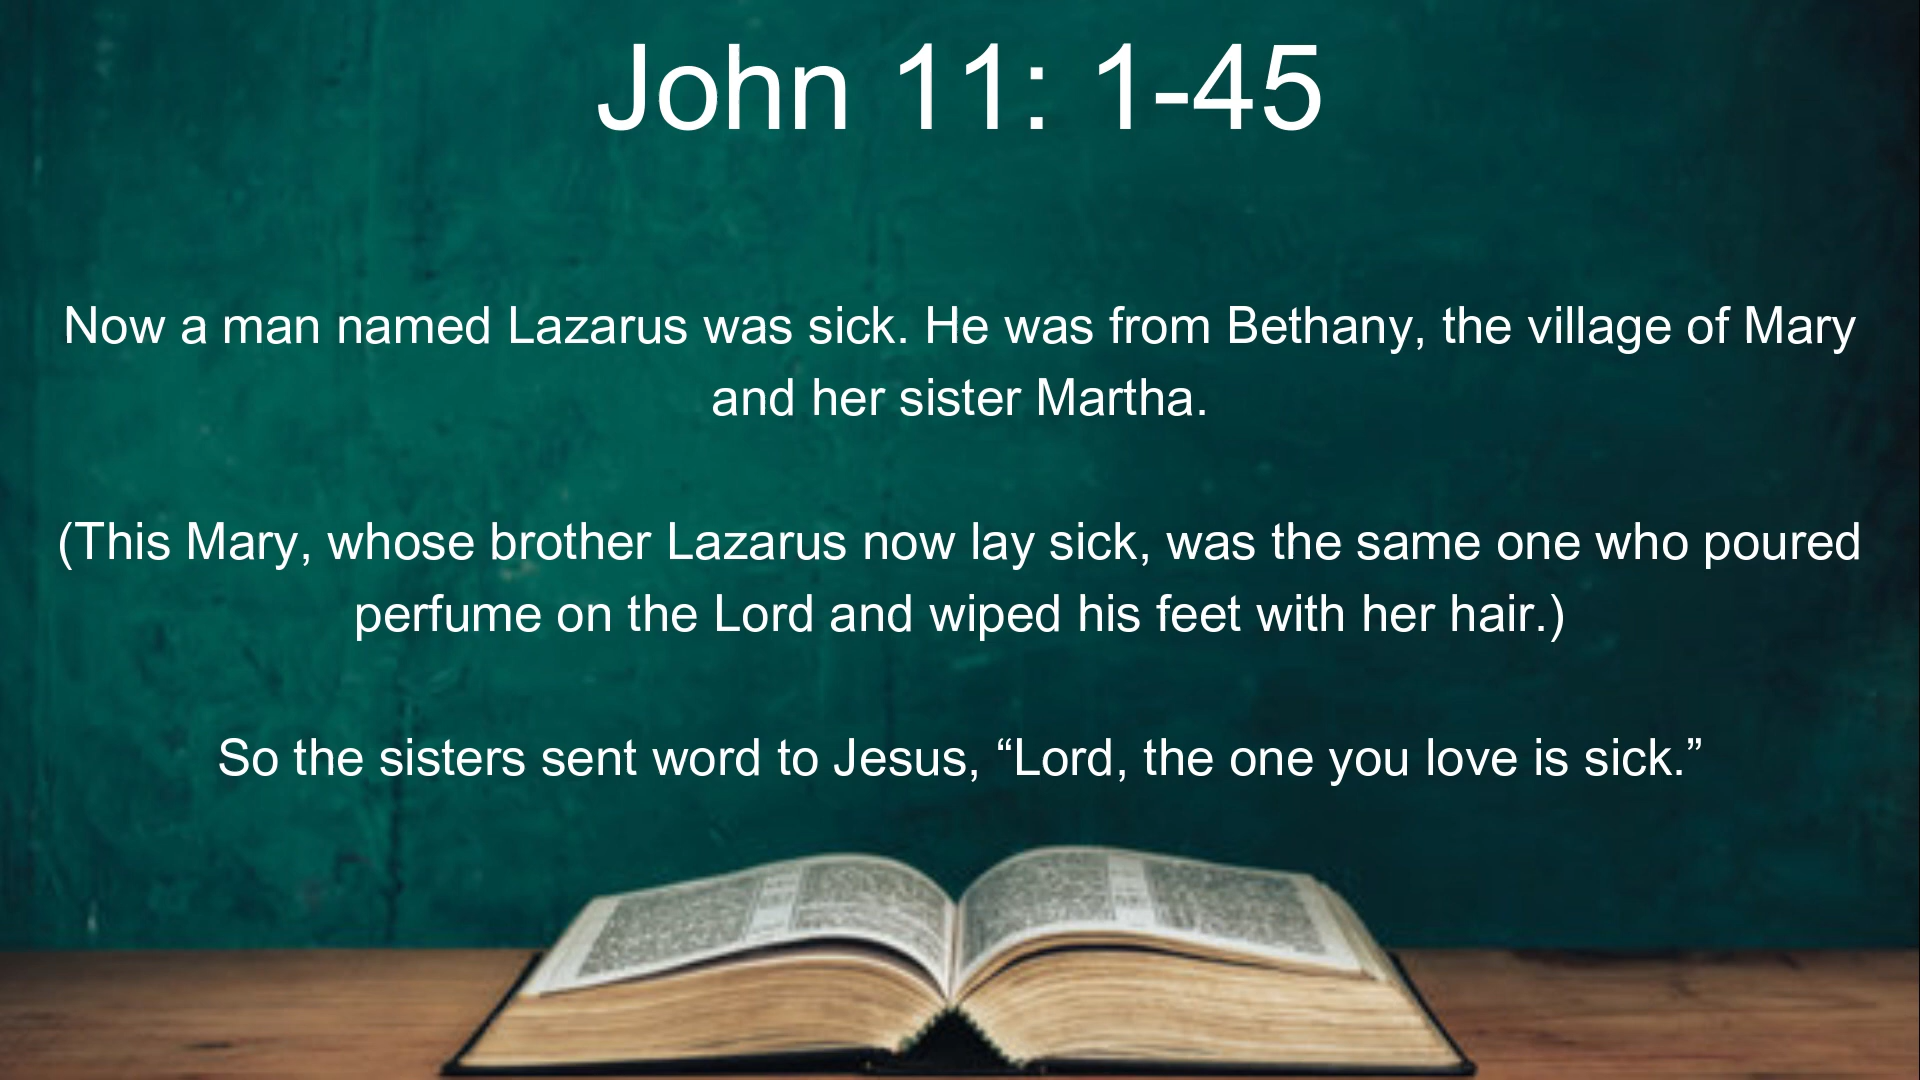 John 11: 1-45
Now a man named Lazarus was sick. He was from Bethany, the village of Mary
and her sister Martha.
(This Mary, whose brother Lazarus now lay sick, was the same one who poured
perfume on the Lord and wiped his feet with her hair.)
So the sisters sent word to Jesus, “Lord, the one you love is sick.”